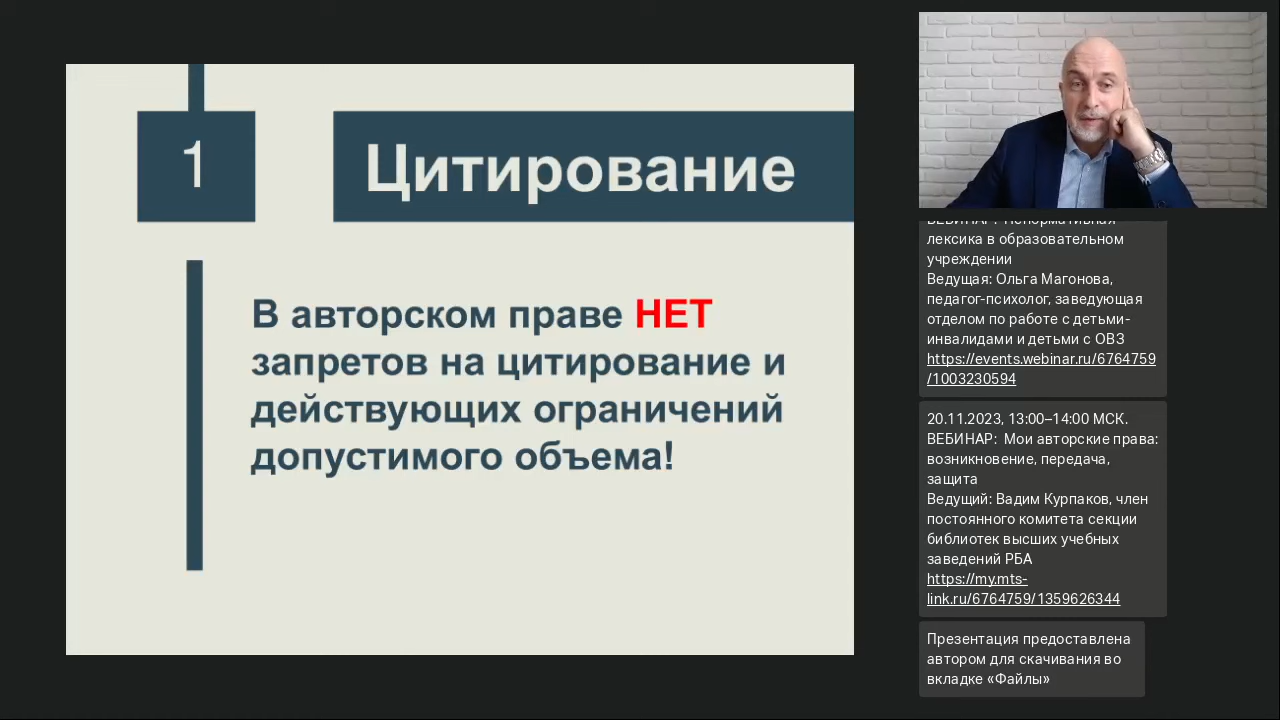 1
Цитирование
В авторском праве НЕТ
запретов на цитирование и
действующих ограничений
допустимого объема!
лексика в образовательном
учреждении
Ведущая: Ольга Магонова,
педагог-психолог, заведующая
отделом по работе с детьми-
инвалидами и детьми с ОВЗ
https://events.webinar.ru/6764759
/1003230594
20.11.2023, 13:00–14:00 МСК.
ВЕБИНАР: Мои авторские права:
возникновение, передача,
защита
Ведущий: Вадим Курпаков, член
постоянного комитета секции
библиотек высших учебных
заведений РБА
https://my.mts-
link.ru/6764759/1359626344
Презентация предоставлена
автором для скачивания во
вкладке «Файлы»